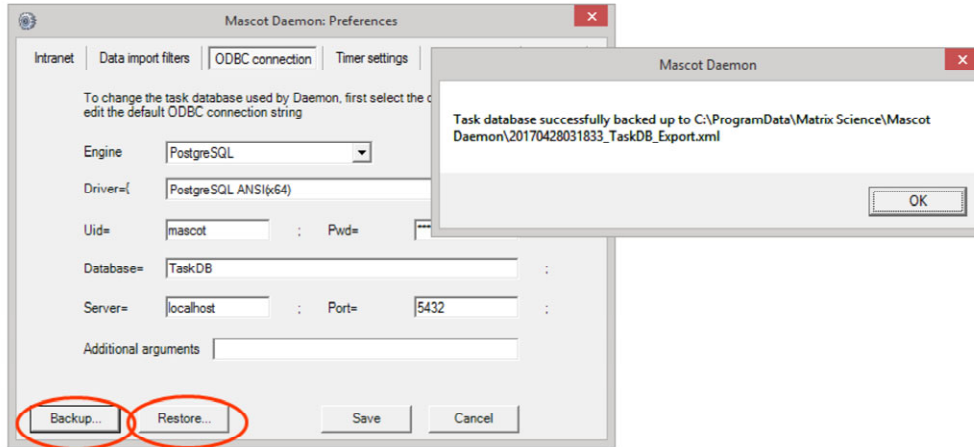 Mascot Daemon: Preferences
Intranet
Data import filters
ODBC connection
Timer settings
To change the task database used by Daemon, first select the
edit the default ODBC connection string
Engine
PostgreSQL
Driver={
PostgreSQL ANSI(x64)
Uid=
mascot
;
Pwd=
***
Database=
TaskDB
;
Server=
localhost
;
Port=
5432
;
Additional arguments
Backup...
Restore...
Save
Cancel
Mascot Daemon
Task database successfully backed up to C:\ProgramData\Matrix Science\Mascot
Daemon\20170428031833_TaskDB_Export.xml
OK